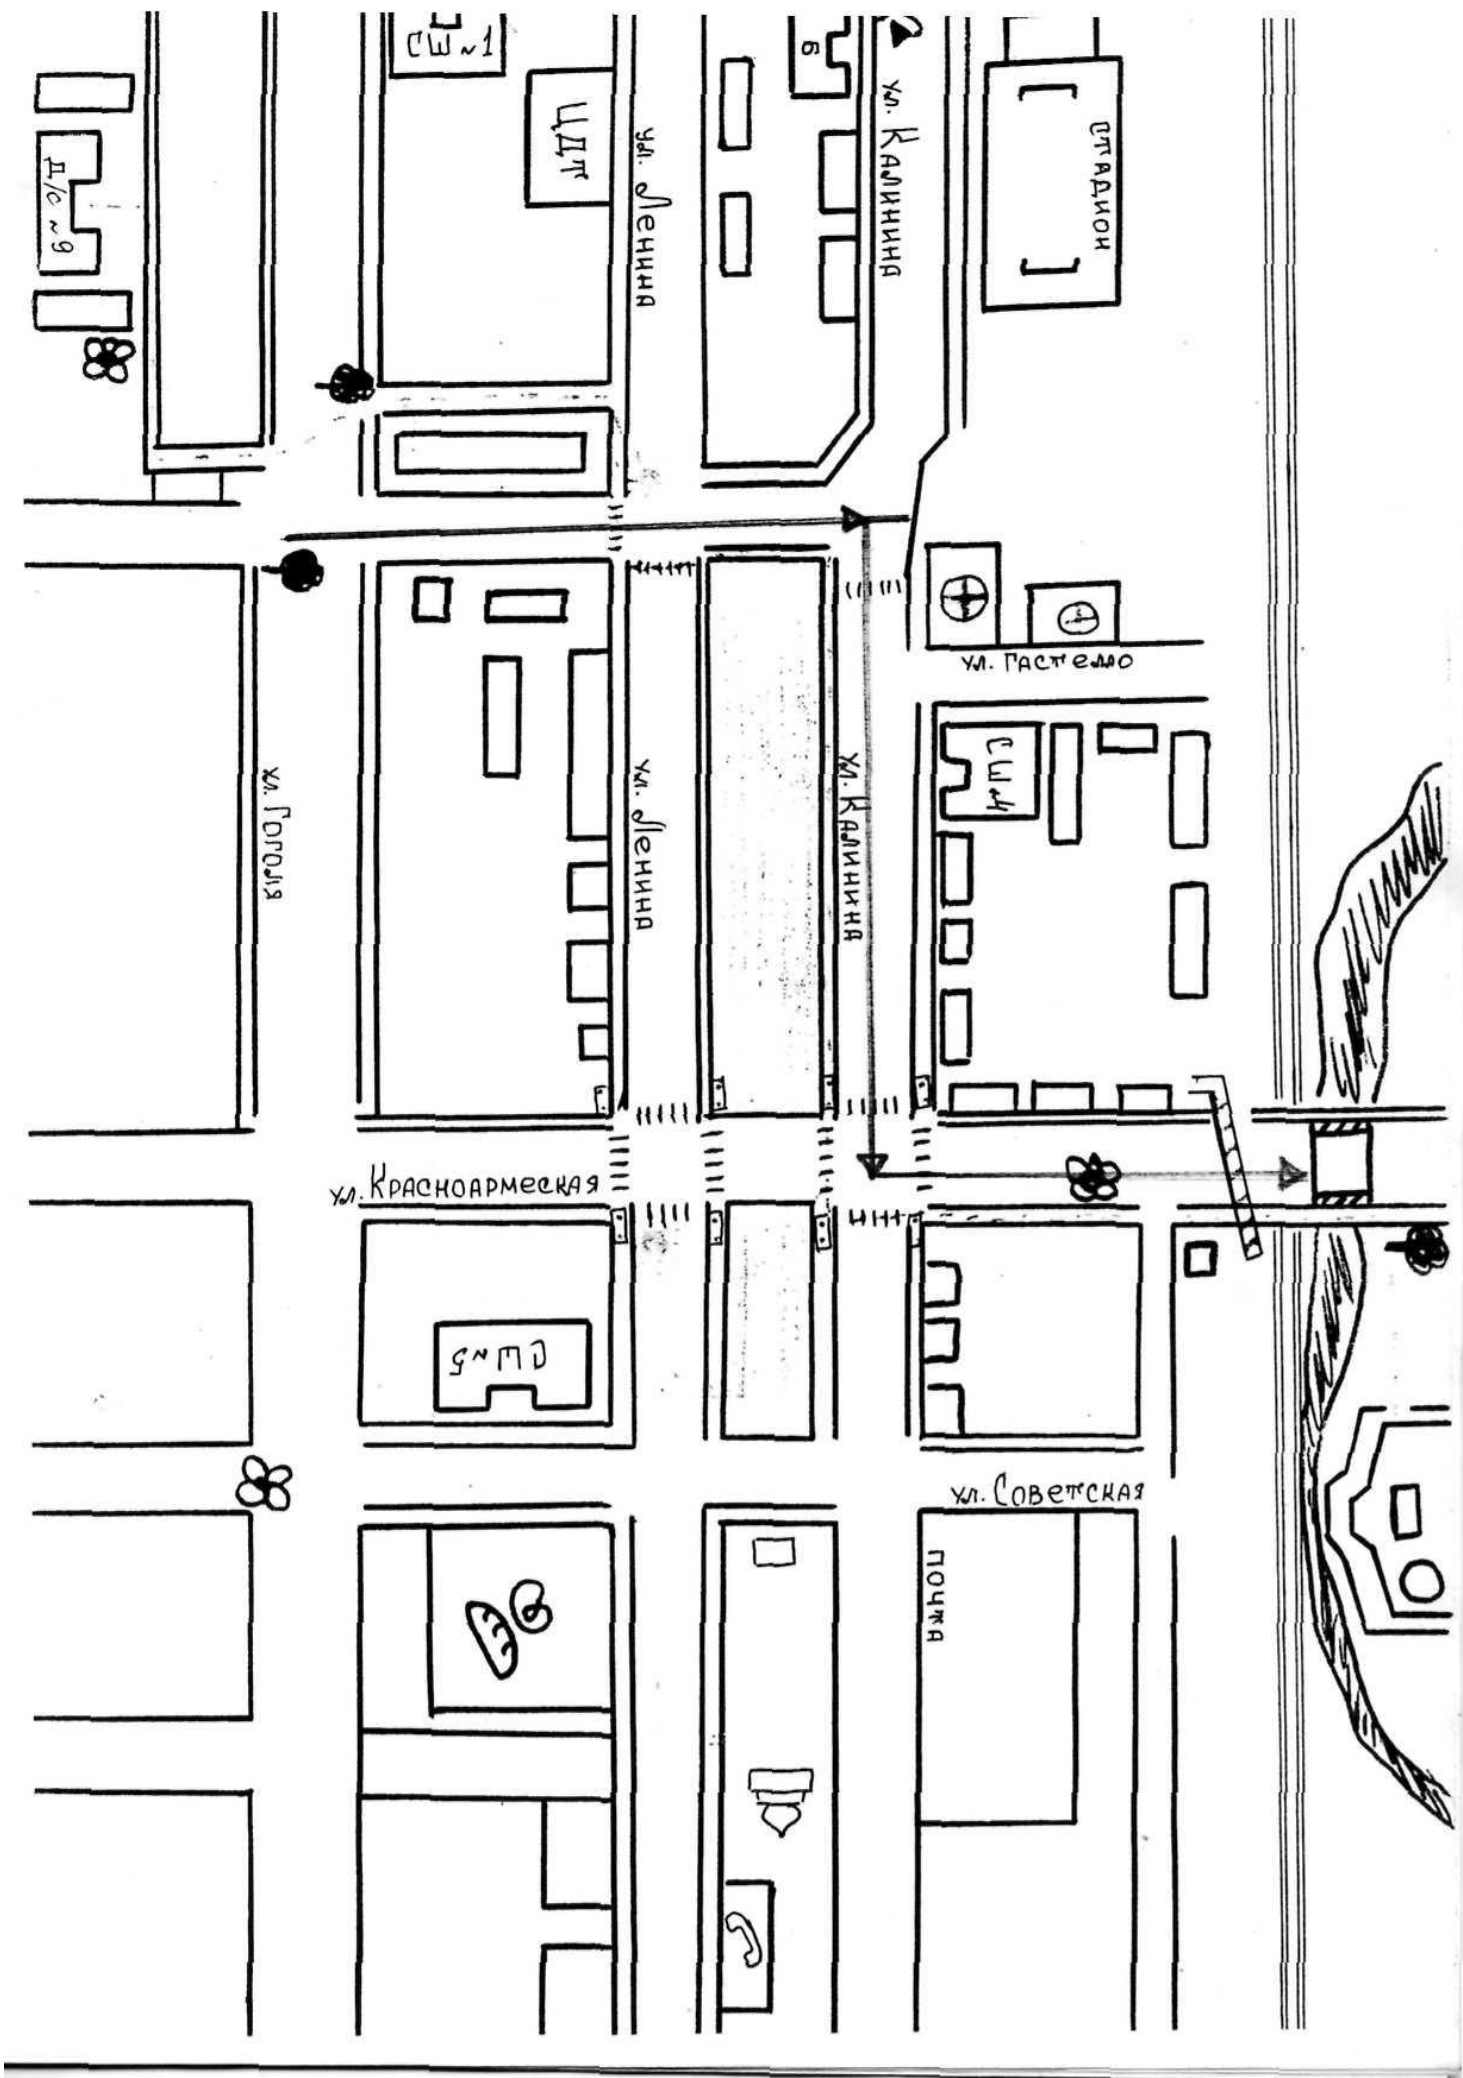 СШ №1
Б
ул. Калинина
ЦДТ
стадион
ул. Ленина
Д/С №9
ул. Гастелло
СШ №4
ул. Гоголя
ул. Ленина
ул. Калинина
ул. Красноармеская
СШ №5
ул. Советская
почта